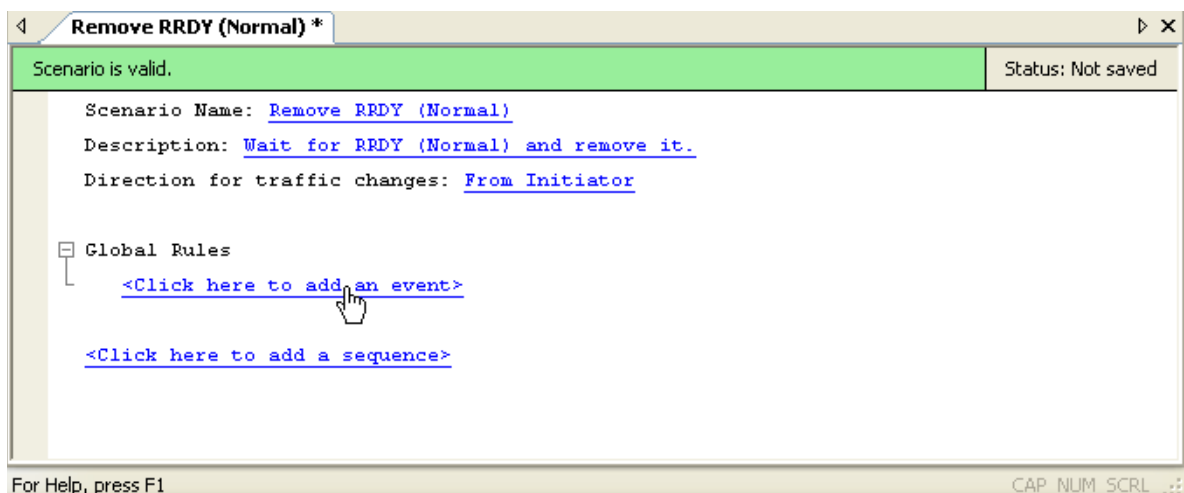 Remove RRDY (Normal) *
Scenario is valid. Status: Not saved
Scenario Name: Remove RRDY (Normal)
Description: Wait for RRDY (Normal) and remove it.
Direction for traffic changes: From Initiator
Global Rules
<Click here to add an event>
<Click here to add a sequence>
For Help, press F1 CAP NUM SCRL